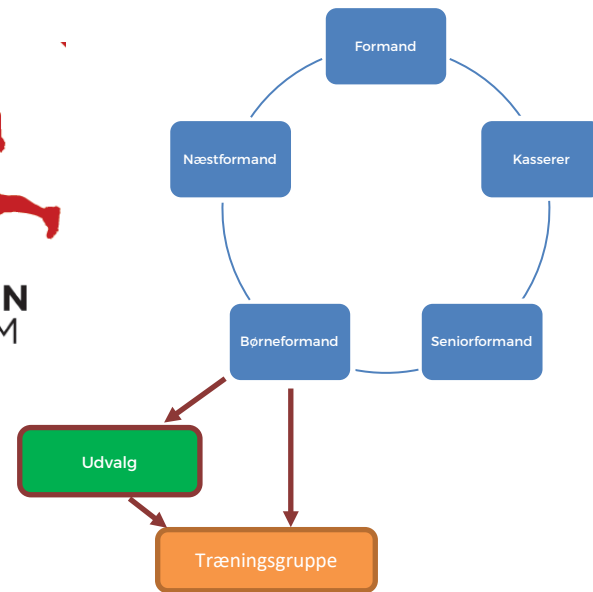 Formand
Næstformand
Kasserer
N
M
Børneformand
Seniorformand
Udvalg
Træningsgruppe